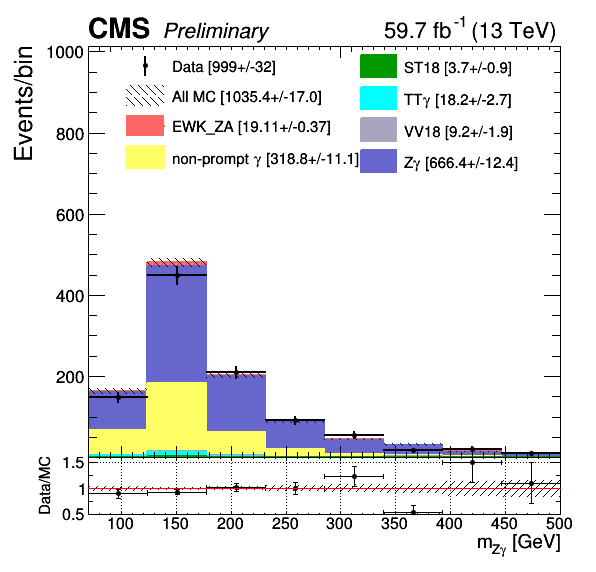 CMS Preliminary 59.7 fb⁻¹ (13 TeV)
Events/bin
1000
800
600
400
200
Data [999+/-32]
All MC [1035.4+/-17.0]
EWK_ZA [19.11+/-0.37]
non-prompt γ [318.8+/-11.1]
ST18 [3.7+/-0.9]
TTγ [18.2+/-2.7]
VV18 [9.2+/-1.9]
Zγ [666.4+/-12.4]
Data/MC
1.5
1
0.5
100 150 200 250 300 350 400 450 500
m_Zγ [GeV]